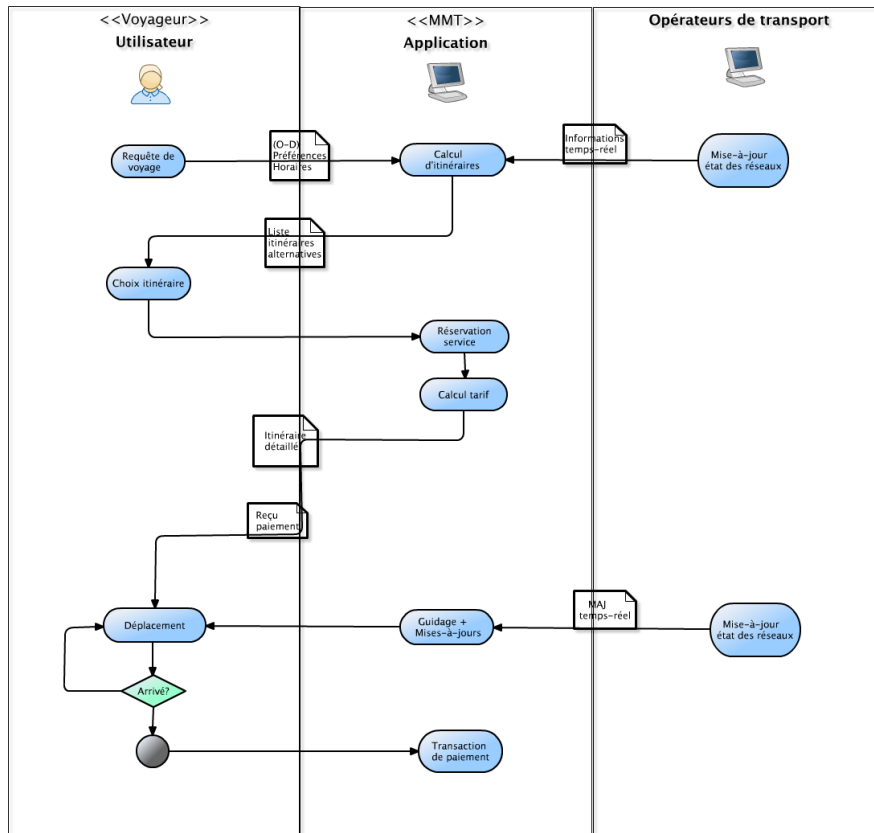 <<Voyageur>>
Utilisateur
<<MMT>>
Application
Opérateurs de transport
Requête de
voyage
(O-D)
Préférences
Horaires
Calcul
d'itinéraires
Informations
temps-réel
Mise-à-jour
état des réseaux
Liste
itinéraires
alternatives
Choix itinéraire
Réservation
service
Calcul tarif
Itinéraire
détaillé
Reçu
paiement
Déplacement
Guidage +
Mises-à-jours
MAJ
temps-réel
Mise-à-jour
état des réseaux
Arrivé?
Transaction
de paiement